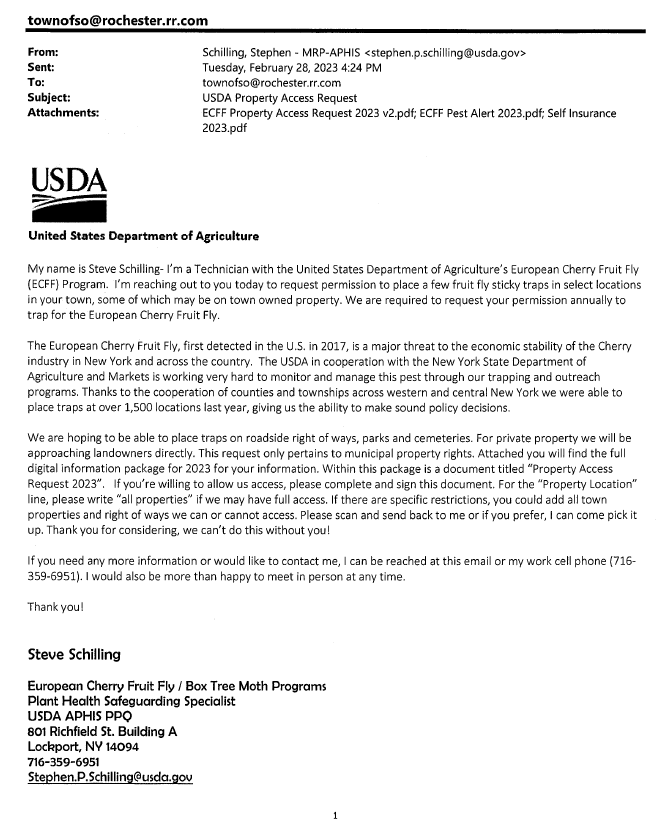 townofso@rochester.rr.com
From: Schilling, Stephen - MRP-APHIS <stephen.p.schilling@usda.gov>
Sent: Tuesday, February 28, 2023 4:24 PM
To: townofso@rochester.rr.com
Subject: USDA Property Access Request
Attachments: ECFF Property Access Request 2023 v2.pdf; ECFF Pest Alert 2023.pdf; Self Insurance
2023.pdf
USDA
United States Department of Agriculture
My name is Steve Schilling- I'm a Technician with the United States Department of Agriculture's European Cherry Fruit Fly
(ECFF) Program.  I'm reaching out to you today to request permission to place a few fruit fly sticky traps in select locations
in your town, some of which may be on town owned property. We are required to request your permission annually to
trap for the European Cherry Fruit Fly.
The European Cherry Fruit Fly, first detected in the U.S. in 2017, is a major threat to the economic stability of the Cherry
industry in New York and across the country.  The USDA in cooperation with the New York State Department of
Agriculture and Markets is working very hard to monitor and manage this pest through our trapping and outreach
programs. Thanks to the cooperation of counties and townships across western and central New York we were able to
place traps at over 1,500 locations last year, giving us the ability to make sound policy decisions.
We are hoping to be able to place traps on roadside right of ways, parks and cemeteries. For private property we will be
approaching landowners directly. This request only pertains to municipal property rights. Attached you will find the full
digital information package for 2023 for your information. Within this package is a document titled "Property Access
Request 2023".  If you're willing to allow us access, please complete and sign this document. For the "Property Location"
line, please write "all properties" if we may have full access. If there are specific restrictions, you could add all town
properties and right of ways we can or cannot access. Please scan and send back to me or if you prefer, I can come pick it
up. Thank you for considering, we can't do this without you!
If you need any more information or would like to contact me, I can be reached at this email or my work cell phone (716-
359-6951). I would also be more than happy to meet in person at any time.
Thank you!
Steve Schilling
European Cherry Fruit Fly / Box Tree Moth Programs
Plant Health Safeguarding Specialist
USDA APHIS PPQ
801 Richfield St. Building A
Lockport, NY 14094
716-359-6951
Stephen.P.Schilling@usda.gov
1